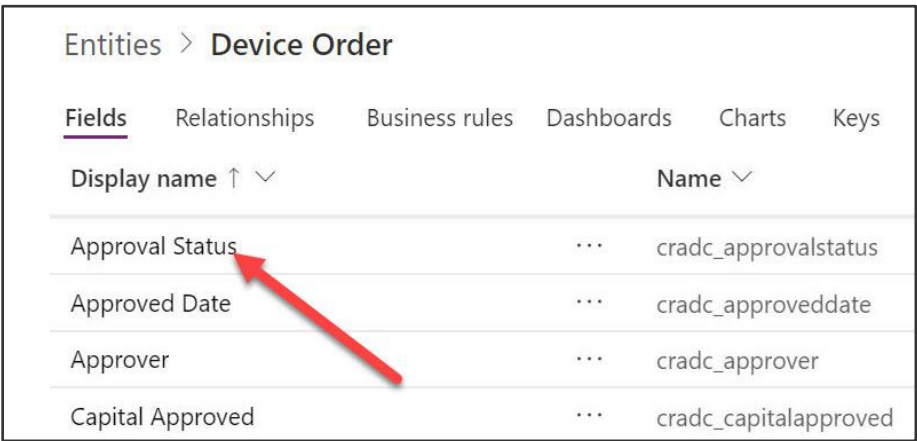 Entities > Device Order
Fields Relationships Business rules Dashboards Charts Keys
Display name ↑ Name
Approval Status ... cradc_approvalstatus
Approved Date ... cradc_approveddate
Approver ... cradc_approver
Capital Approved ... cradc_capitalapproved